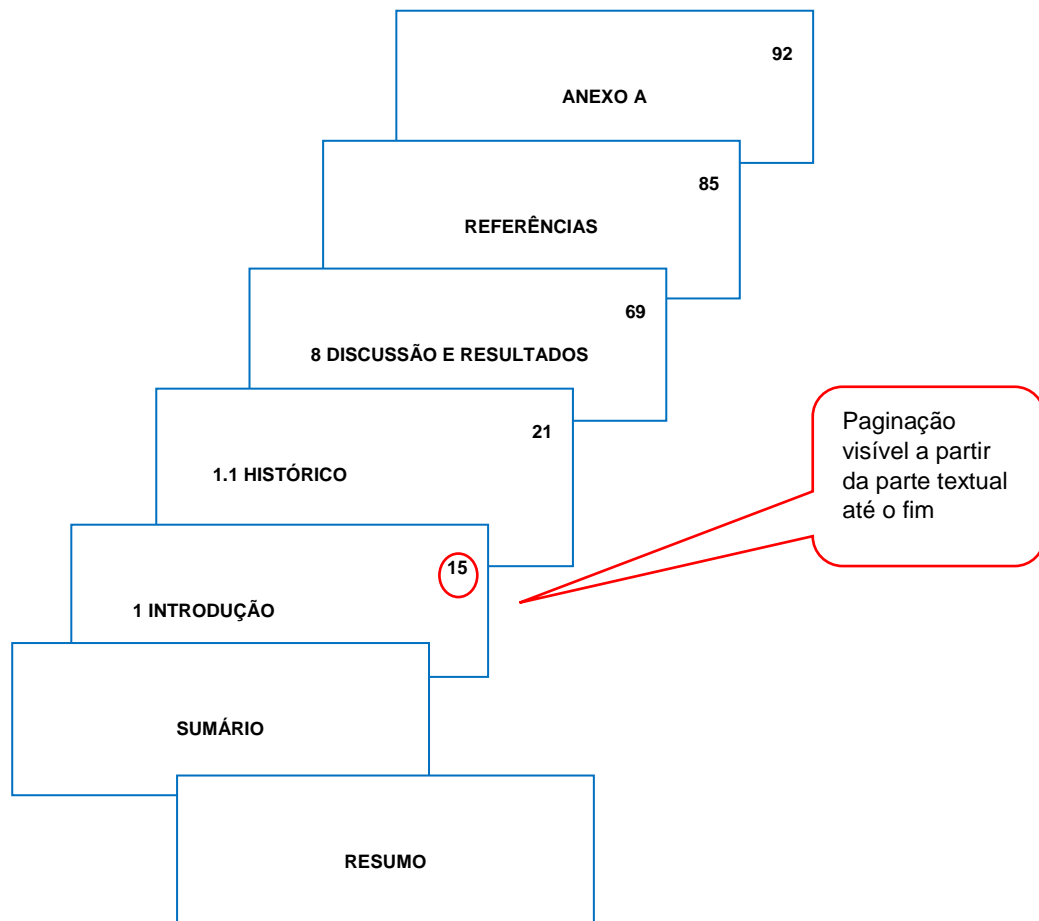 92
ANEXO A
85
REFERÊNCIAS
69
8 DISCUSSÃO E RESULTADOS
21
1.1 HISTÓRICO
Paginação
visível a partir
da parte textual
até o fim
15
1 INTRODUÇÃO
SUMÁRIO
RESUMO